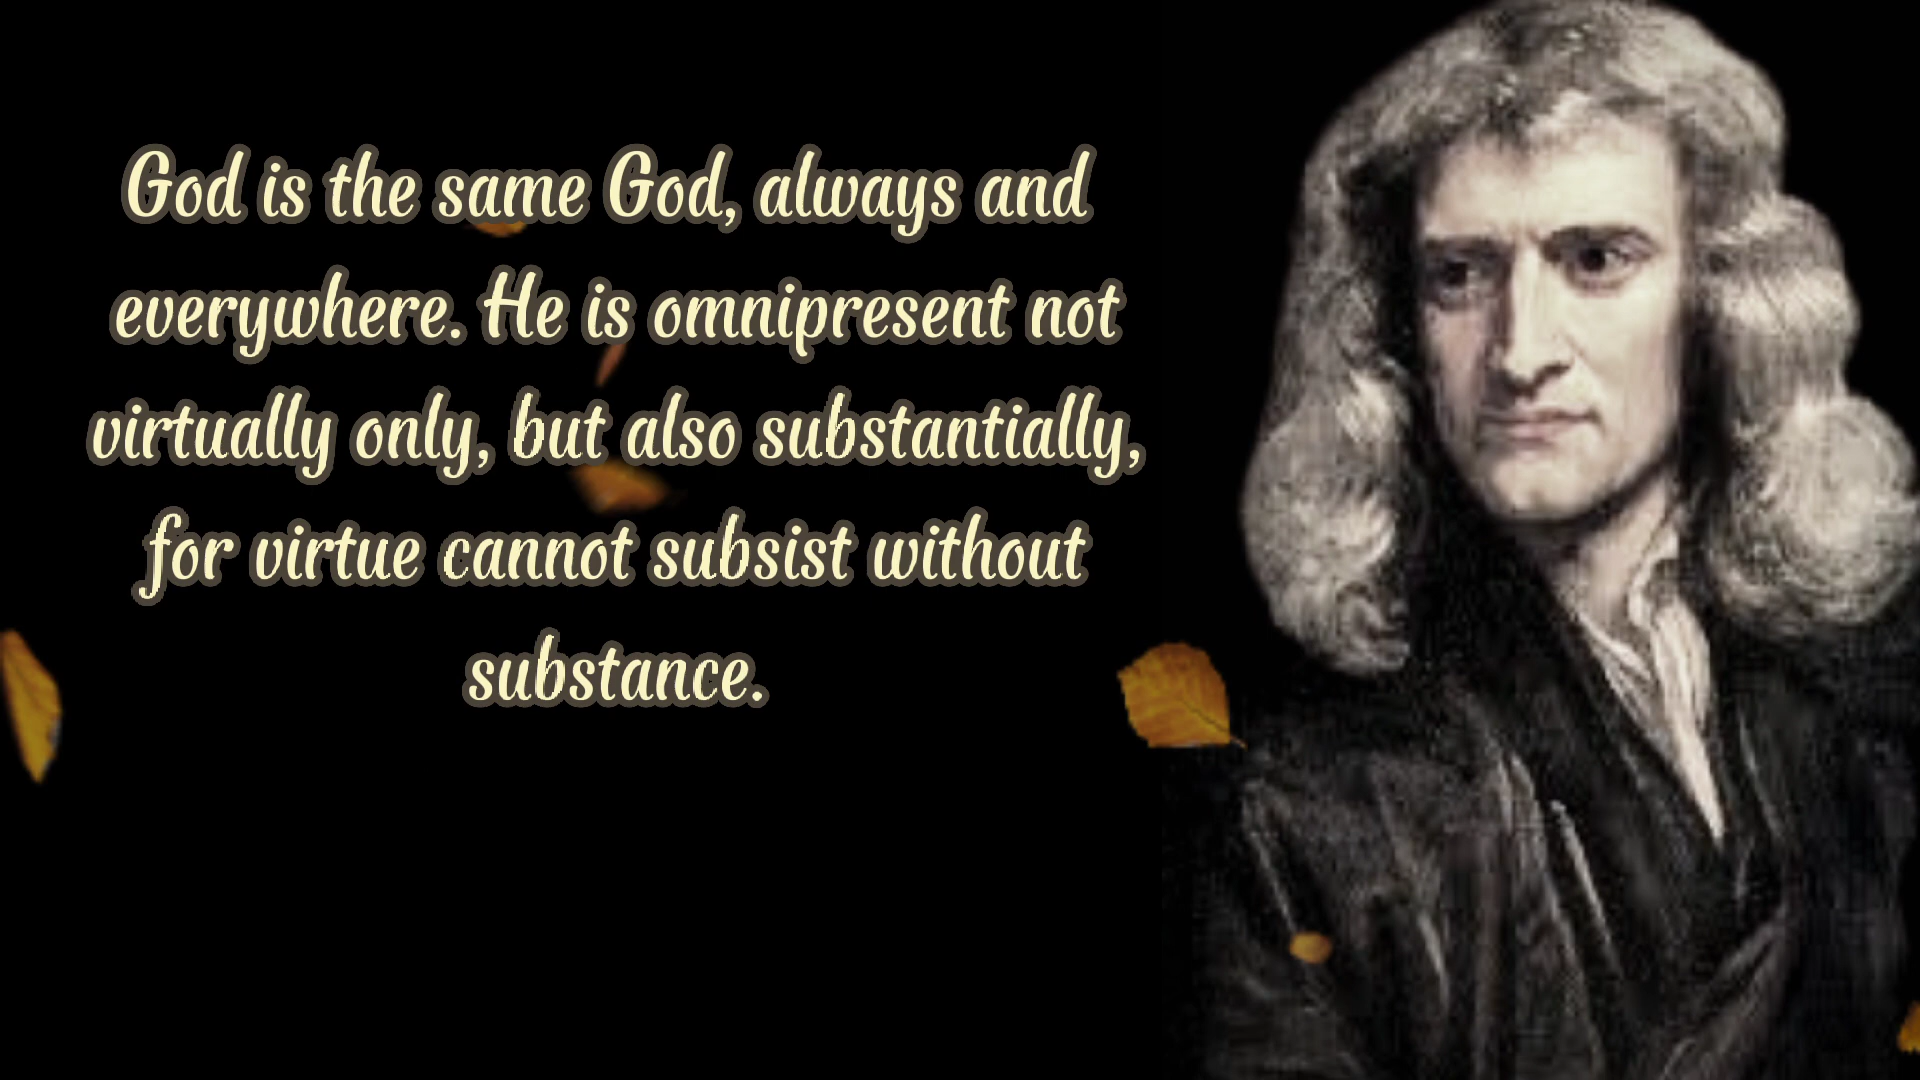 God is the same God, always and
everywhere. He is omnipresent not
virtually only, but also substantially,
for virtue cannot subsist without
substance.